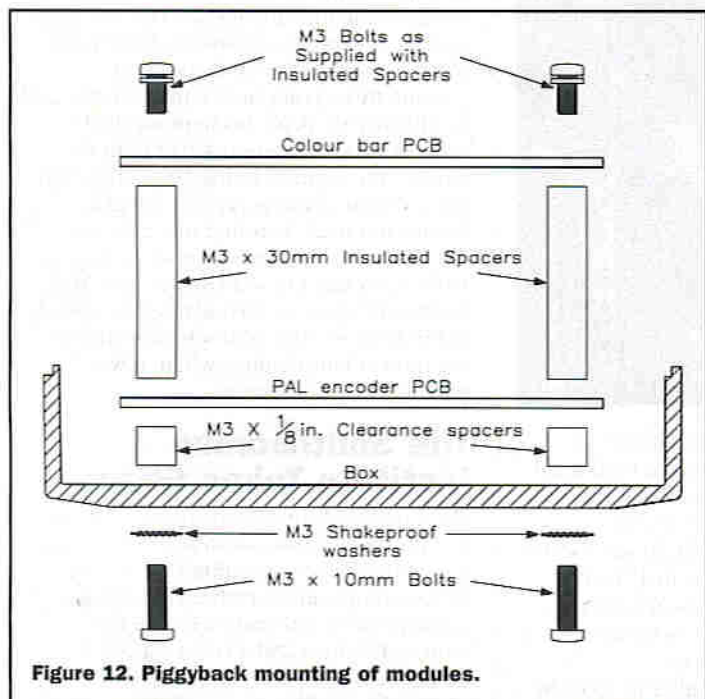 M3 Bolts as
Supplied with
Insulated Spacers
Colour bar PCB
M3 x 30mm Insulated Spacers
PAL encoder PCB
M3 X 1/8 in. Clearance spacers
Box
M3 Shakeproof
washers
M3 x 10mm Bolts
Figure 12. Piggyback mounting of modules.